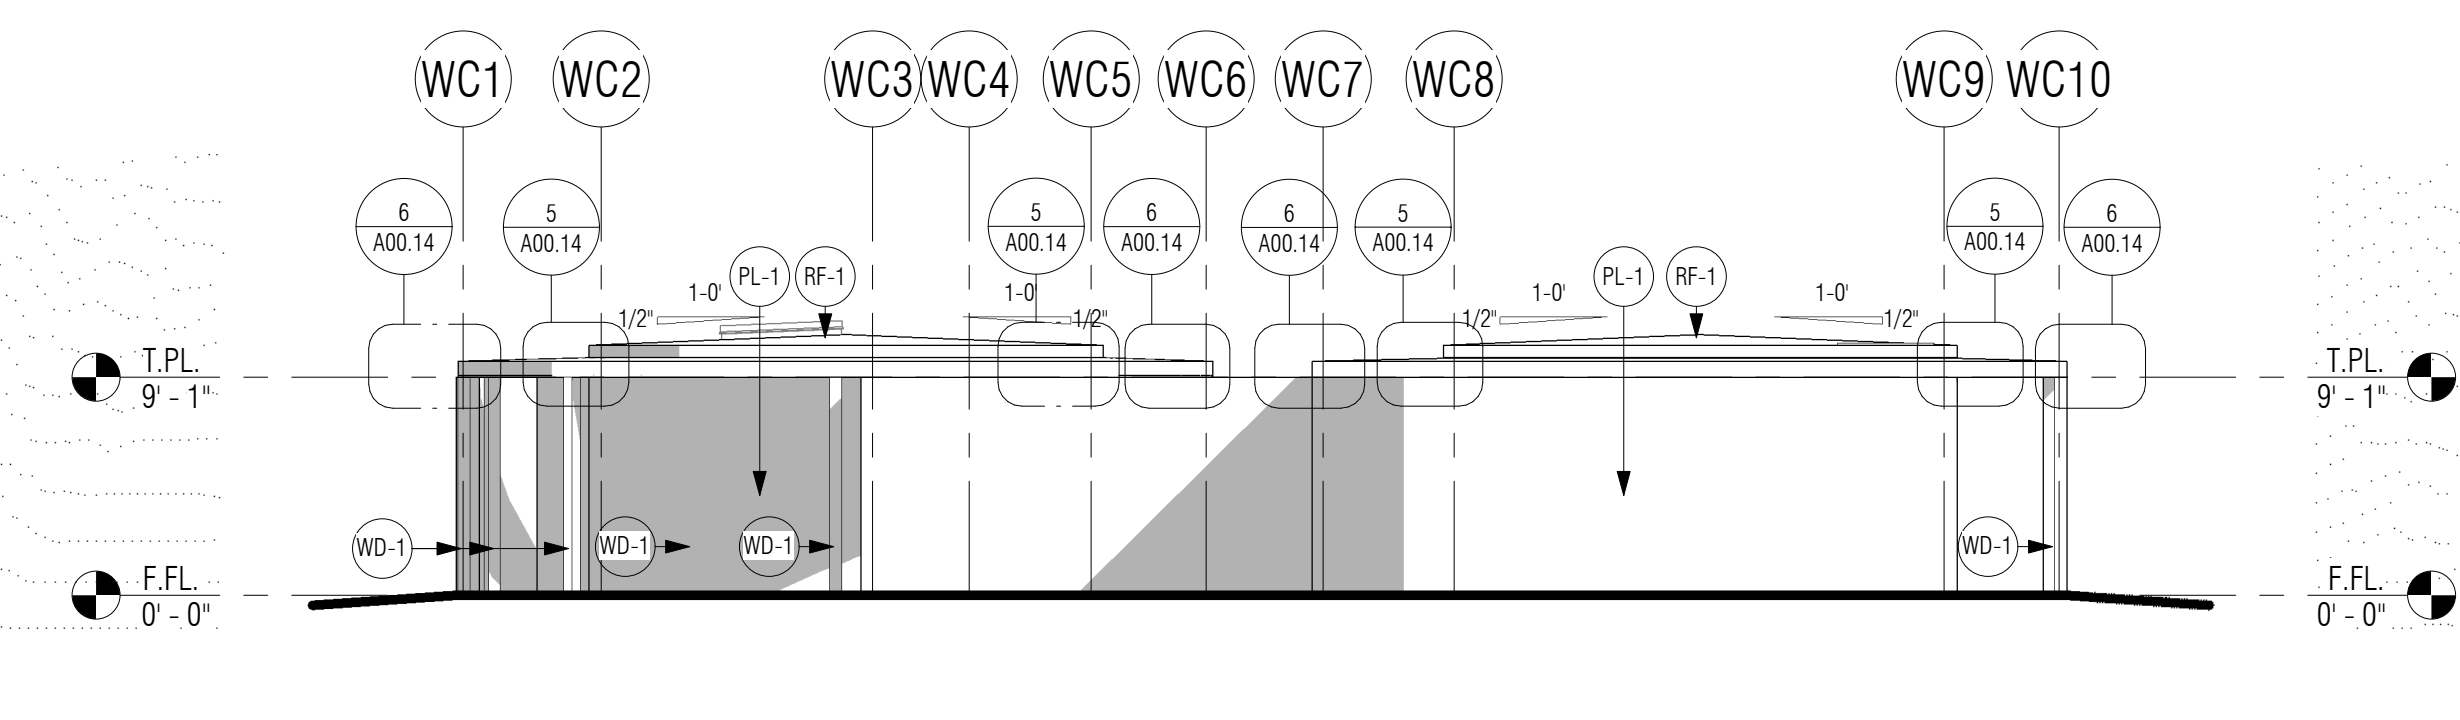 WC1 WC2 WC3 WC4 WC5 WC6 WC7 WC8 WC9 WC10
6 5 5 6 6 5 5 6
A00.14 A00.14 A00.14 A00.14 A00.14 A00.14 A00.14 A00.14
PL-1 RF-1 PL-1 RF-1
1-0' 1-0' 1-0' 1-0'
1/2" 1/2" 1/2" 1/2"
T.PL. T.PL.
9' - 1" 9' - 1"
WD-1 WD-1 WD-1 WD-1
F.FL. F.FL.
0' - 0" 0' - 0"